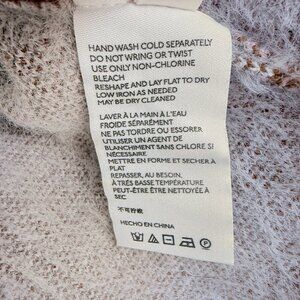 HAND WASH COLD SEPARATELY
DO NOT WRING OR TWIST
USE ONLY NON-CHLORINE
BLEACH
RESHAPE AND LAY FLAT TO DRY
LOW IRON AS NEEDED
MAY BE DRY CLEANED
LAVER À LA MAIN À L'EAU
FROIDE SÉPARÉMENT
NE PAS TORDRE OU ESSORER
UTILISER UN AGENT DE
BLANCHIMENT SANS CHLORE SI
NÉCESSAIRE
METTRE EN FORME ET SÉCHER À
PLAT
REPASSER, AU BESOIN,
À TRÈS BASSE TEMPÉRATURE
PEUT-ÊTRE ÊTRE NETTOYÉE À
SEC
不可拧绞
HECHO EN CHINA